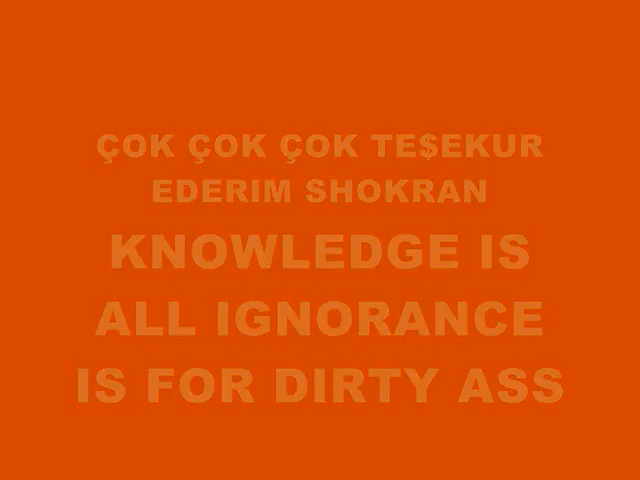 ÇOK ÇOK ÇOK TE$EKUR
EDERIM SHOKRAN
KNOWLEDGE IS
ALL IGNORANCE
IS FOR DIRTY ASS